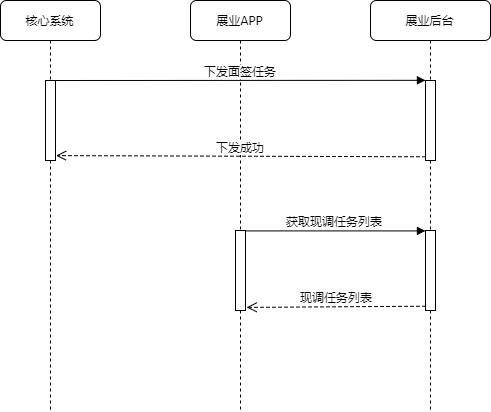 核心系统
展业APP
展业后台
下发面签任务
下发成功
获取现调任务列表
现调任务列表